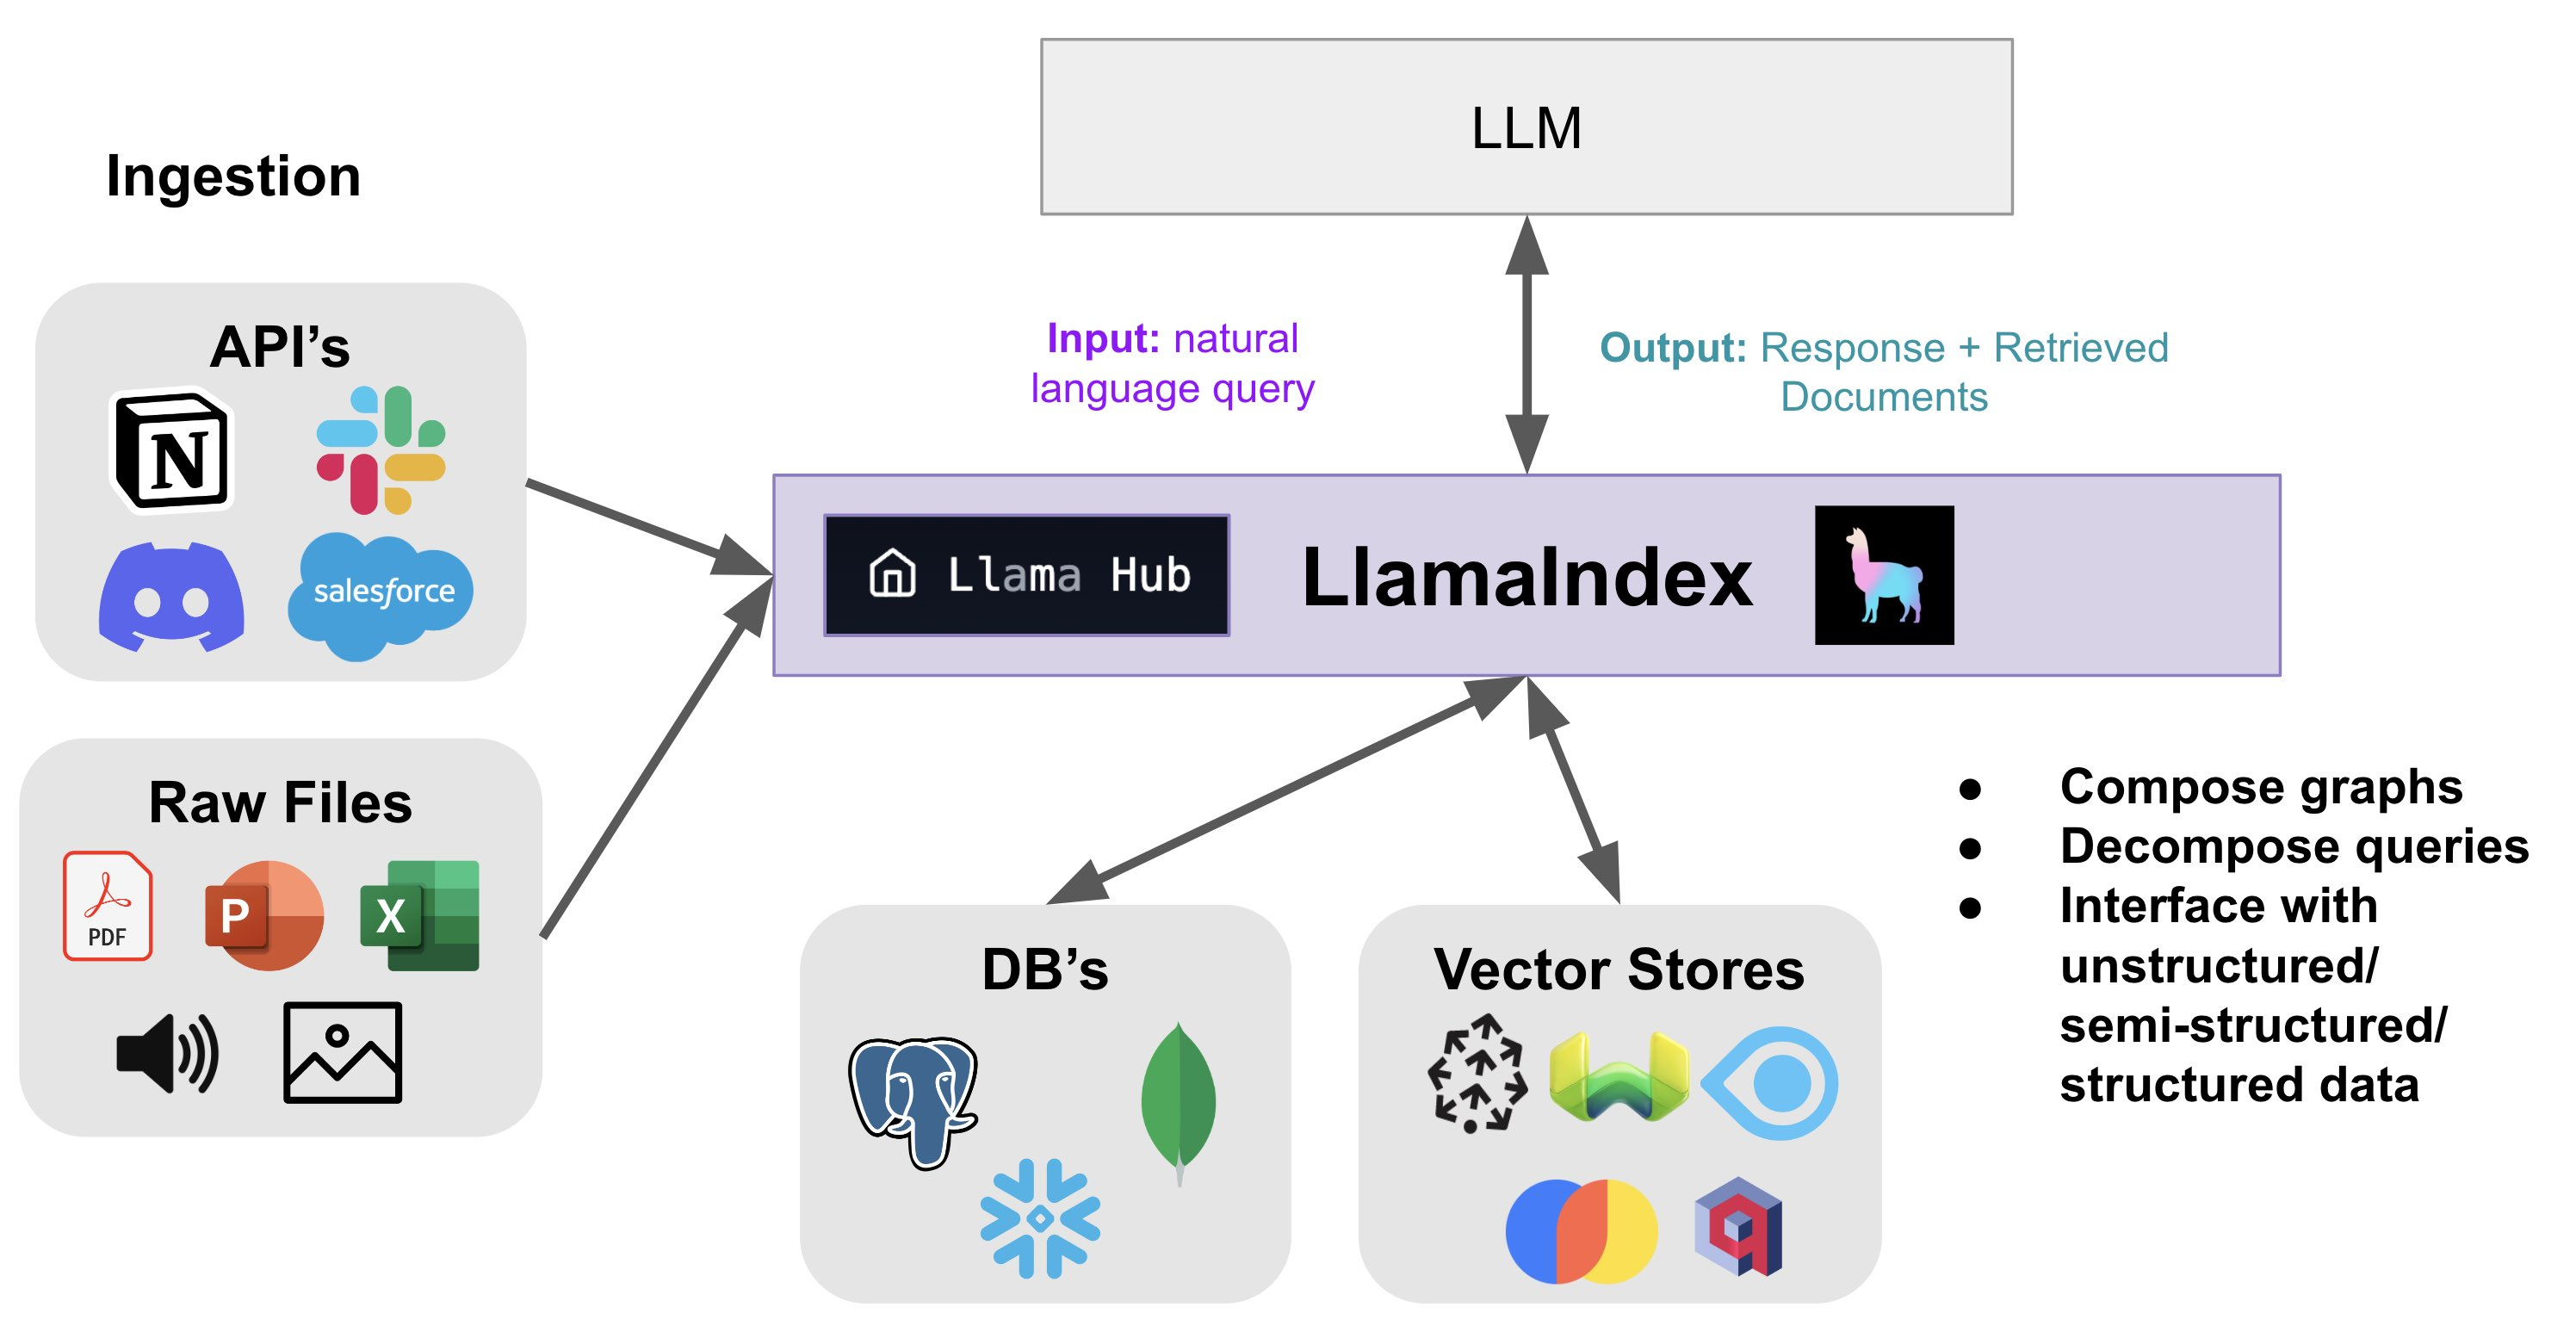 LLM
Ingestion
API's
N
salesforce
Input: natural
language query
Output: Response + Retrieved
Documents
Llama Hub
LlamaIndex
Raw Files
PDF
P
X
DB's
Vector Stores
● Compose graphs
● Decompose queries
● Interface with
unstructured/
semi-structured/
structured data